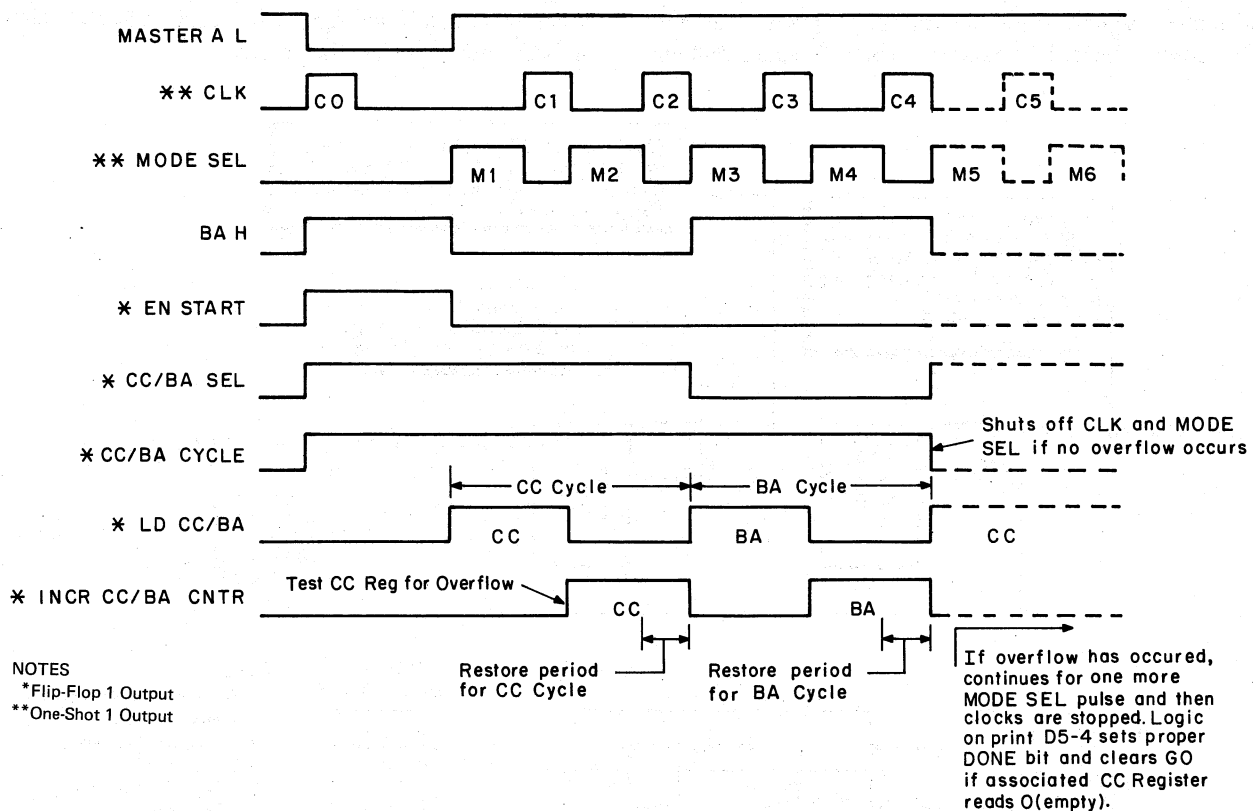 MASTER A L
** CLK
C0
C1
C2
C3
C4
C5
** MODE SEL
M1
M2
M3
M4
M5
M6
BA H
* EN START
* CC/BA SEL
* CC/BA CYCLE
Shuts off CLK and MODE
SEL if no overflow occurs
CC Cycle
BA Cycle
* LD CC/BA
CC
BA
CC
Test CC Reg for Overflow
* INCR CC/BA CNTR
CC
BA
Restore period
for CC Cycle
Restore period
for BA Cycle
If overflow has occured,
continues for one more
MODE SEL pulse and then
clocks are stopped. Logic
on print D5-4 sets proper
DONE bit and clears GO
if associated CC Register
reads 0(empty).
NOTES
*Flip-Flop 1 Output
**One-Shot 1 Output